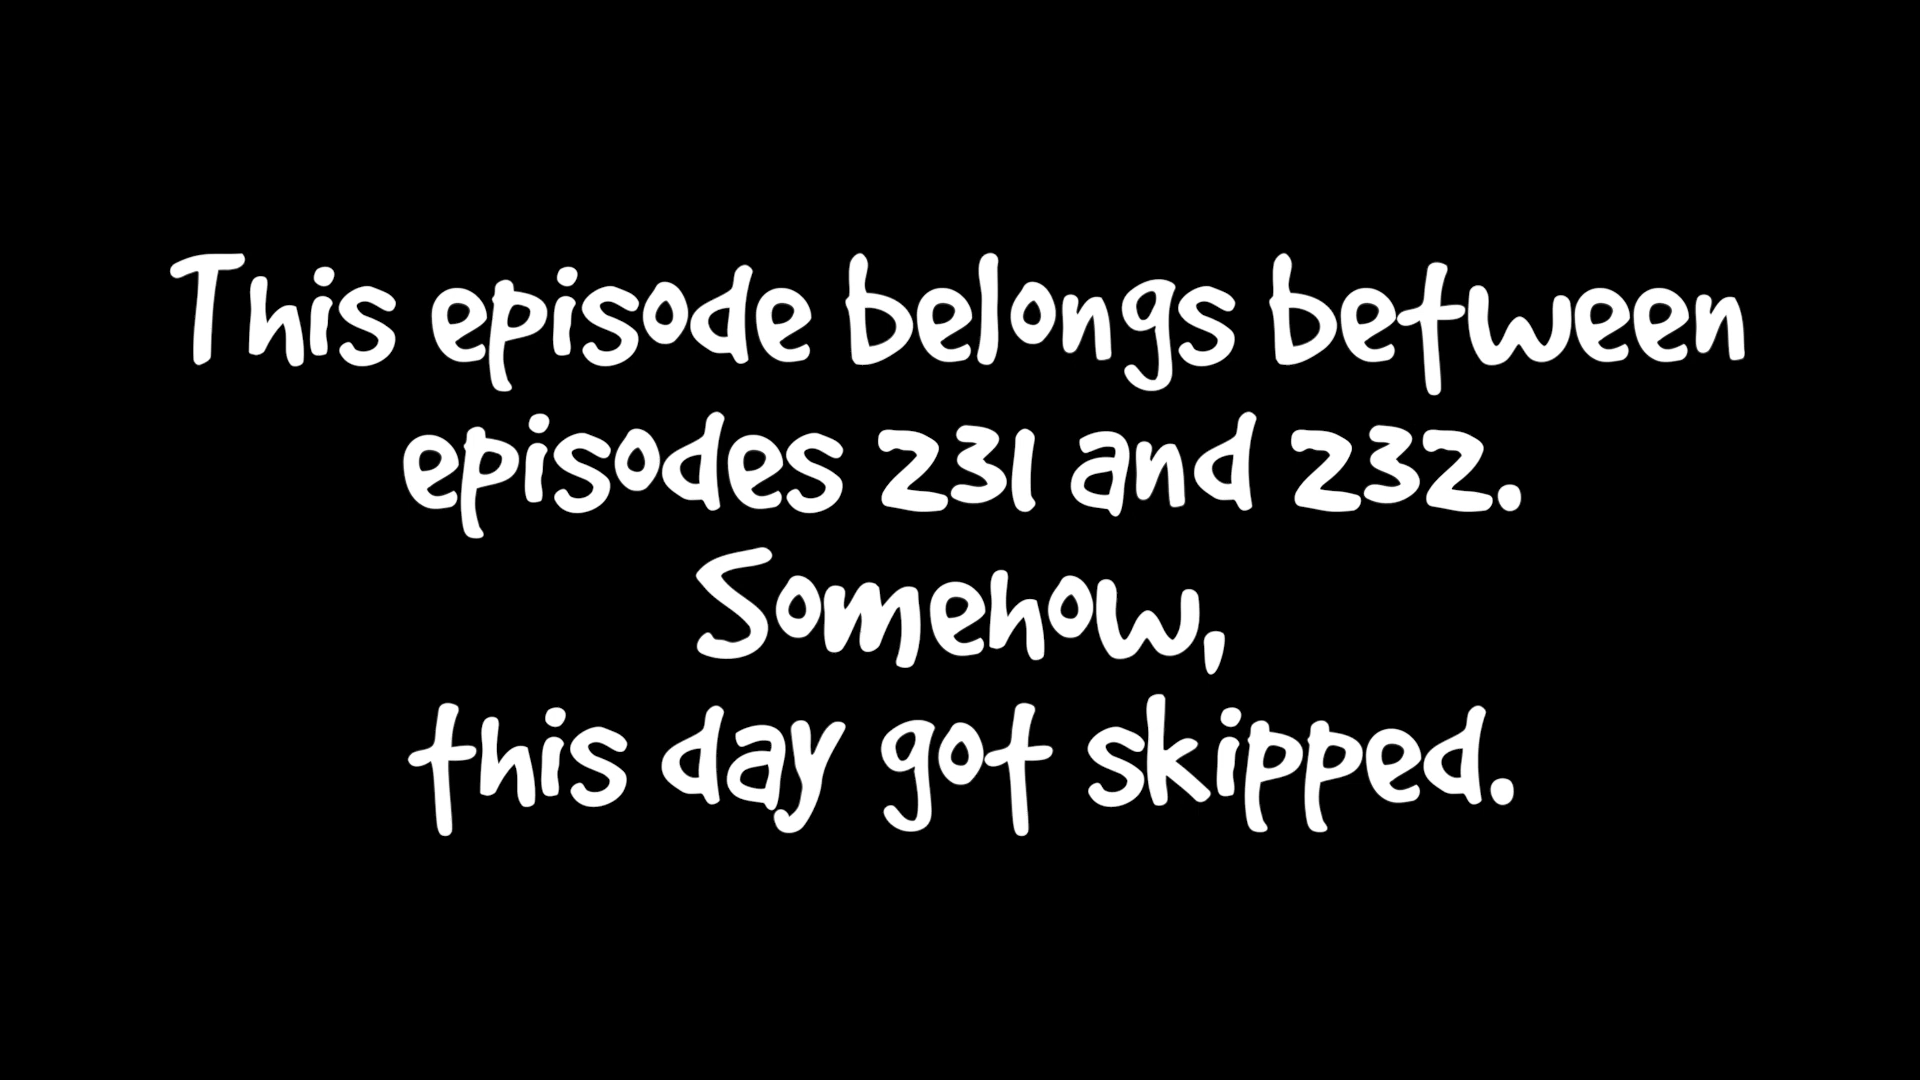 This episode belongs between
episodes 231 and 232.
Somehow,
this day got skipped.